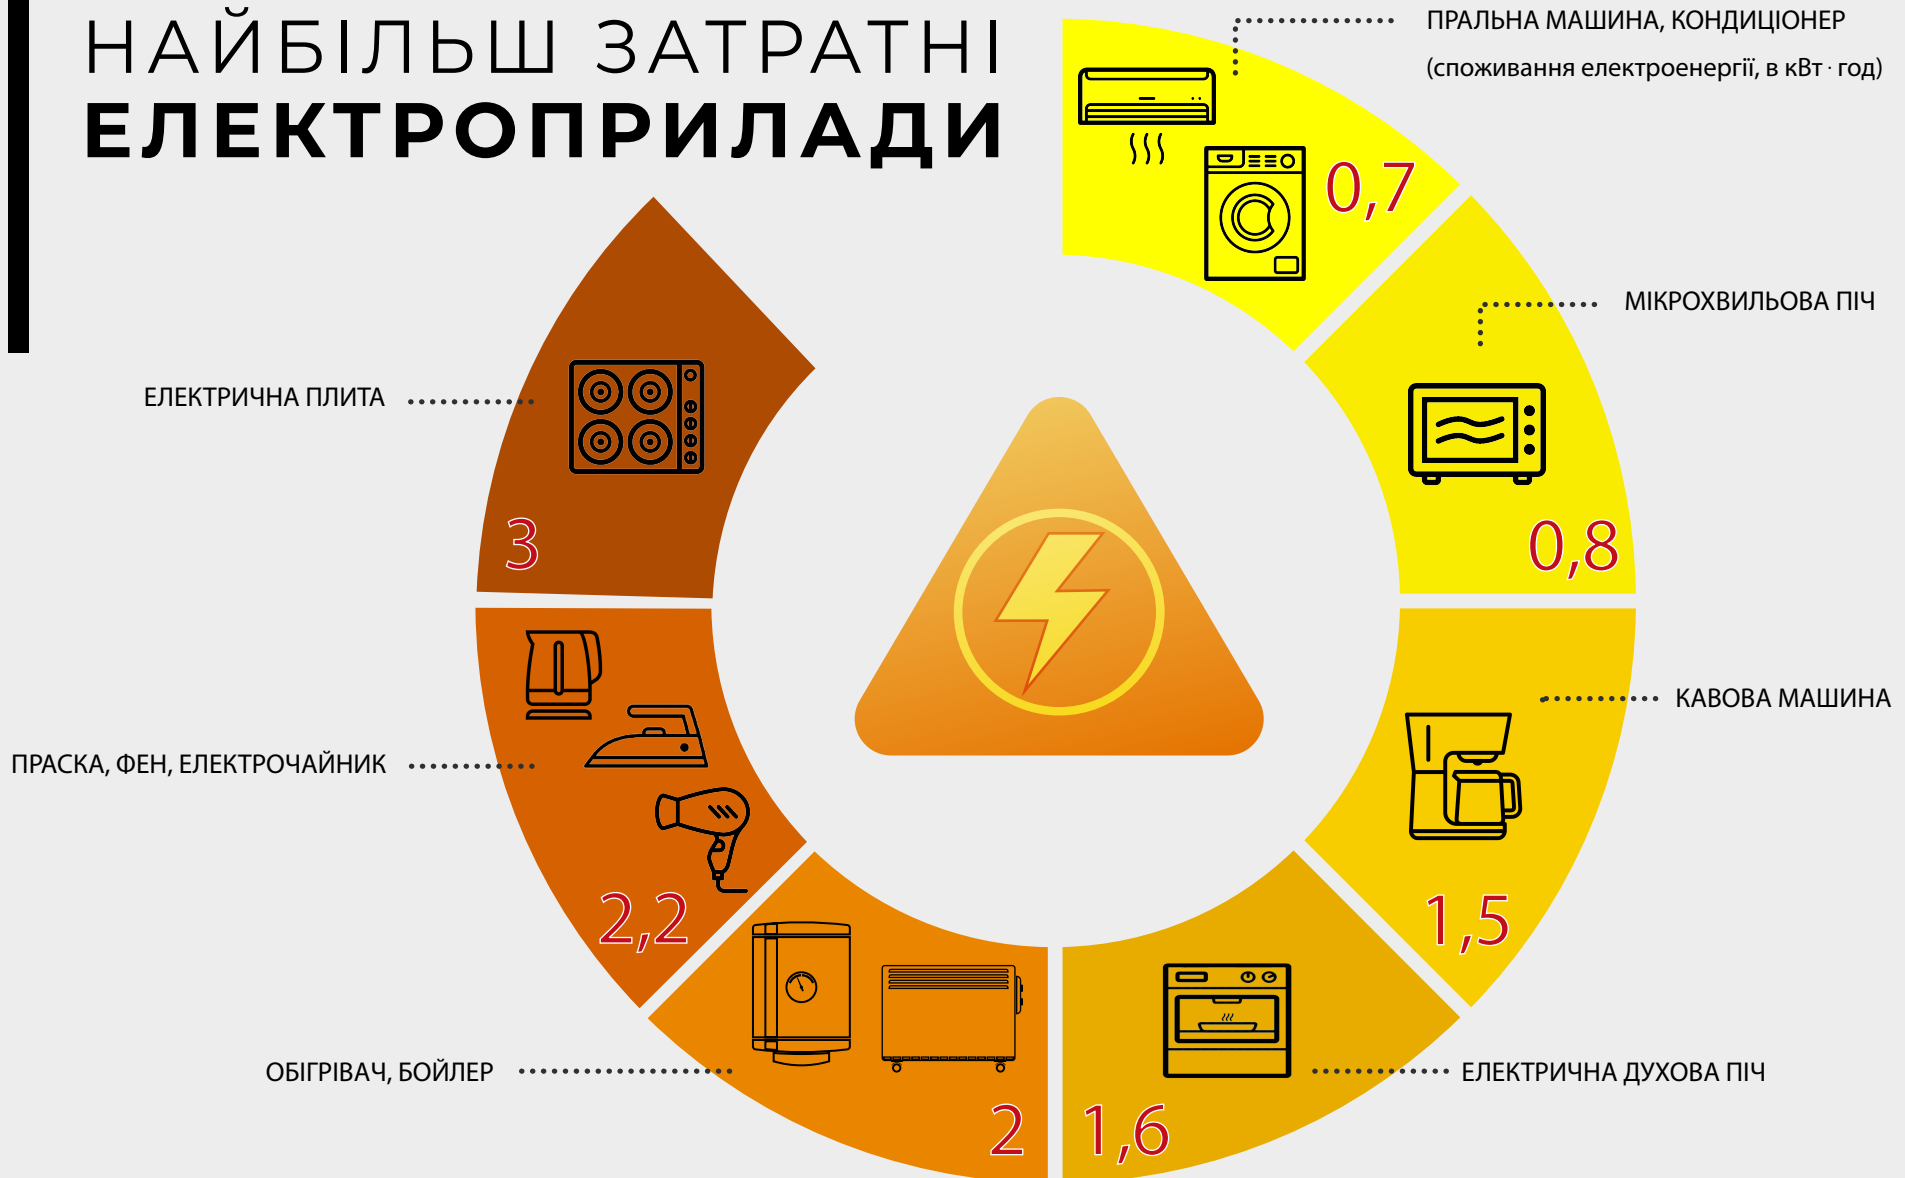 НАЙБІЛЬШ ЗАТРАТНІ
ЕЛЕКТРОПРИЛАДИ
ПРАЛЬНА МАШИНА, КОНДИЦІОНЕР
(споживання електроенергії, в кВт · год)
0,7
МІКРОХВИЛЬОВА ПІЧ
0,8
КАВОВА МАШИНА
1,5
ЕЛЕКТРИЧНА ДУХОВА ПІЧ
1,6
ОБІГРІВАЧ, БОЙЛЕР
2
ПРАСКА, ФЕН, ЕЛЕКТРОЧАЙНИК
2,2
ЕЛЕКТРИЧНА ПЛИТА
3